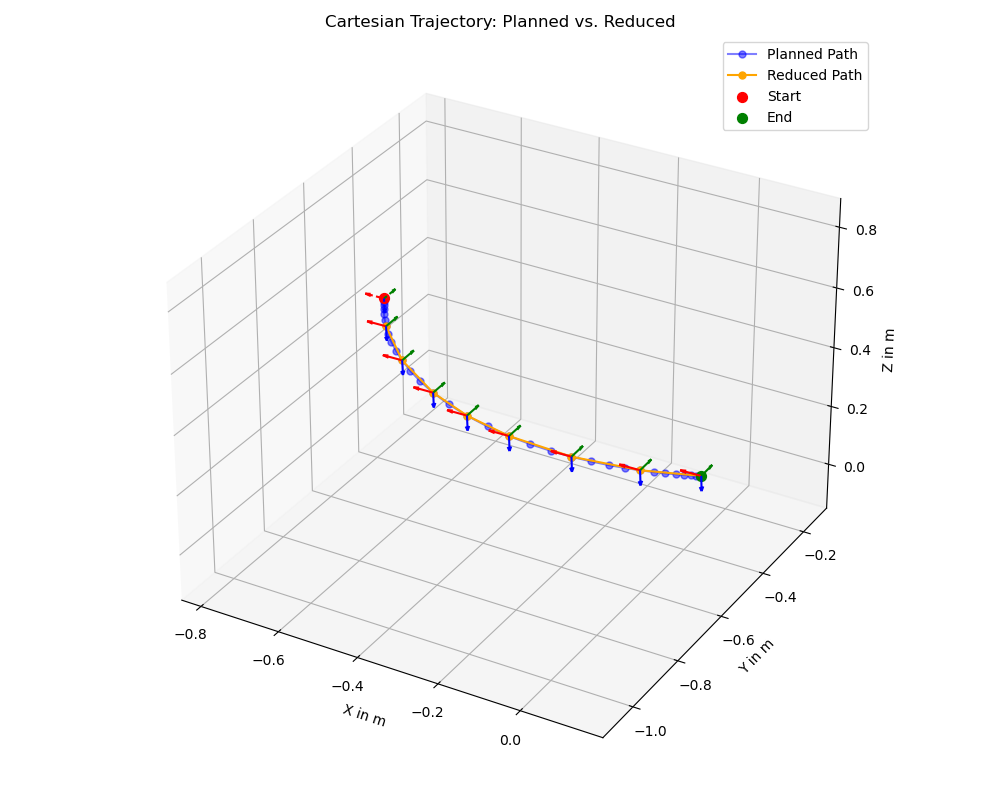 Cartesian Trajectory: Planned vs. Reduced
Planned Path
Reduced Path
Start
End
0.8
0.6
0.4
0.2
0.0
Z in m
−0.2
−0.4
−0.6
−0.8
−1.0
Y in m
−0.8
−0.6
−0.4
−0.2
0.0
X in m